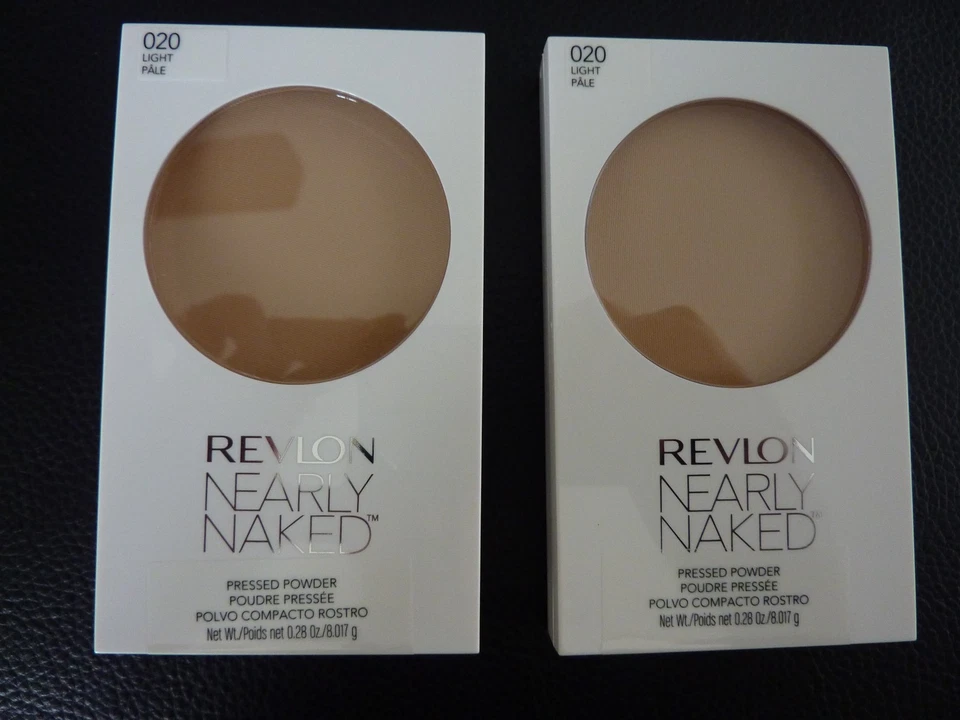 020
LIGHT
PÂLE
REVLON
NEARLY
NAKED™
PRESSED POWDER
POUDRE PRESSÉE
POLVO COMPACTO ROSTRO
Net Wt./Poids net 0.28 Oz./8.017 g
020
LIGHT
PÂLE
REVLON
NEARLY
NAKED™
PRESSED POWDER
POUDRE PRESSÉE
POLVO COMPACTO ROSTRO
Net Wt./Poids net 0.28 Oz./8.017 g